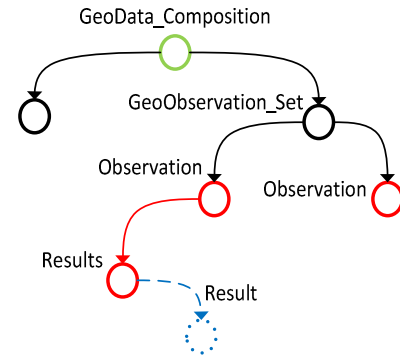 GeoData_Composition
GeoObservation_Set
Observation
Observation
Results
Result